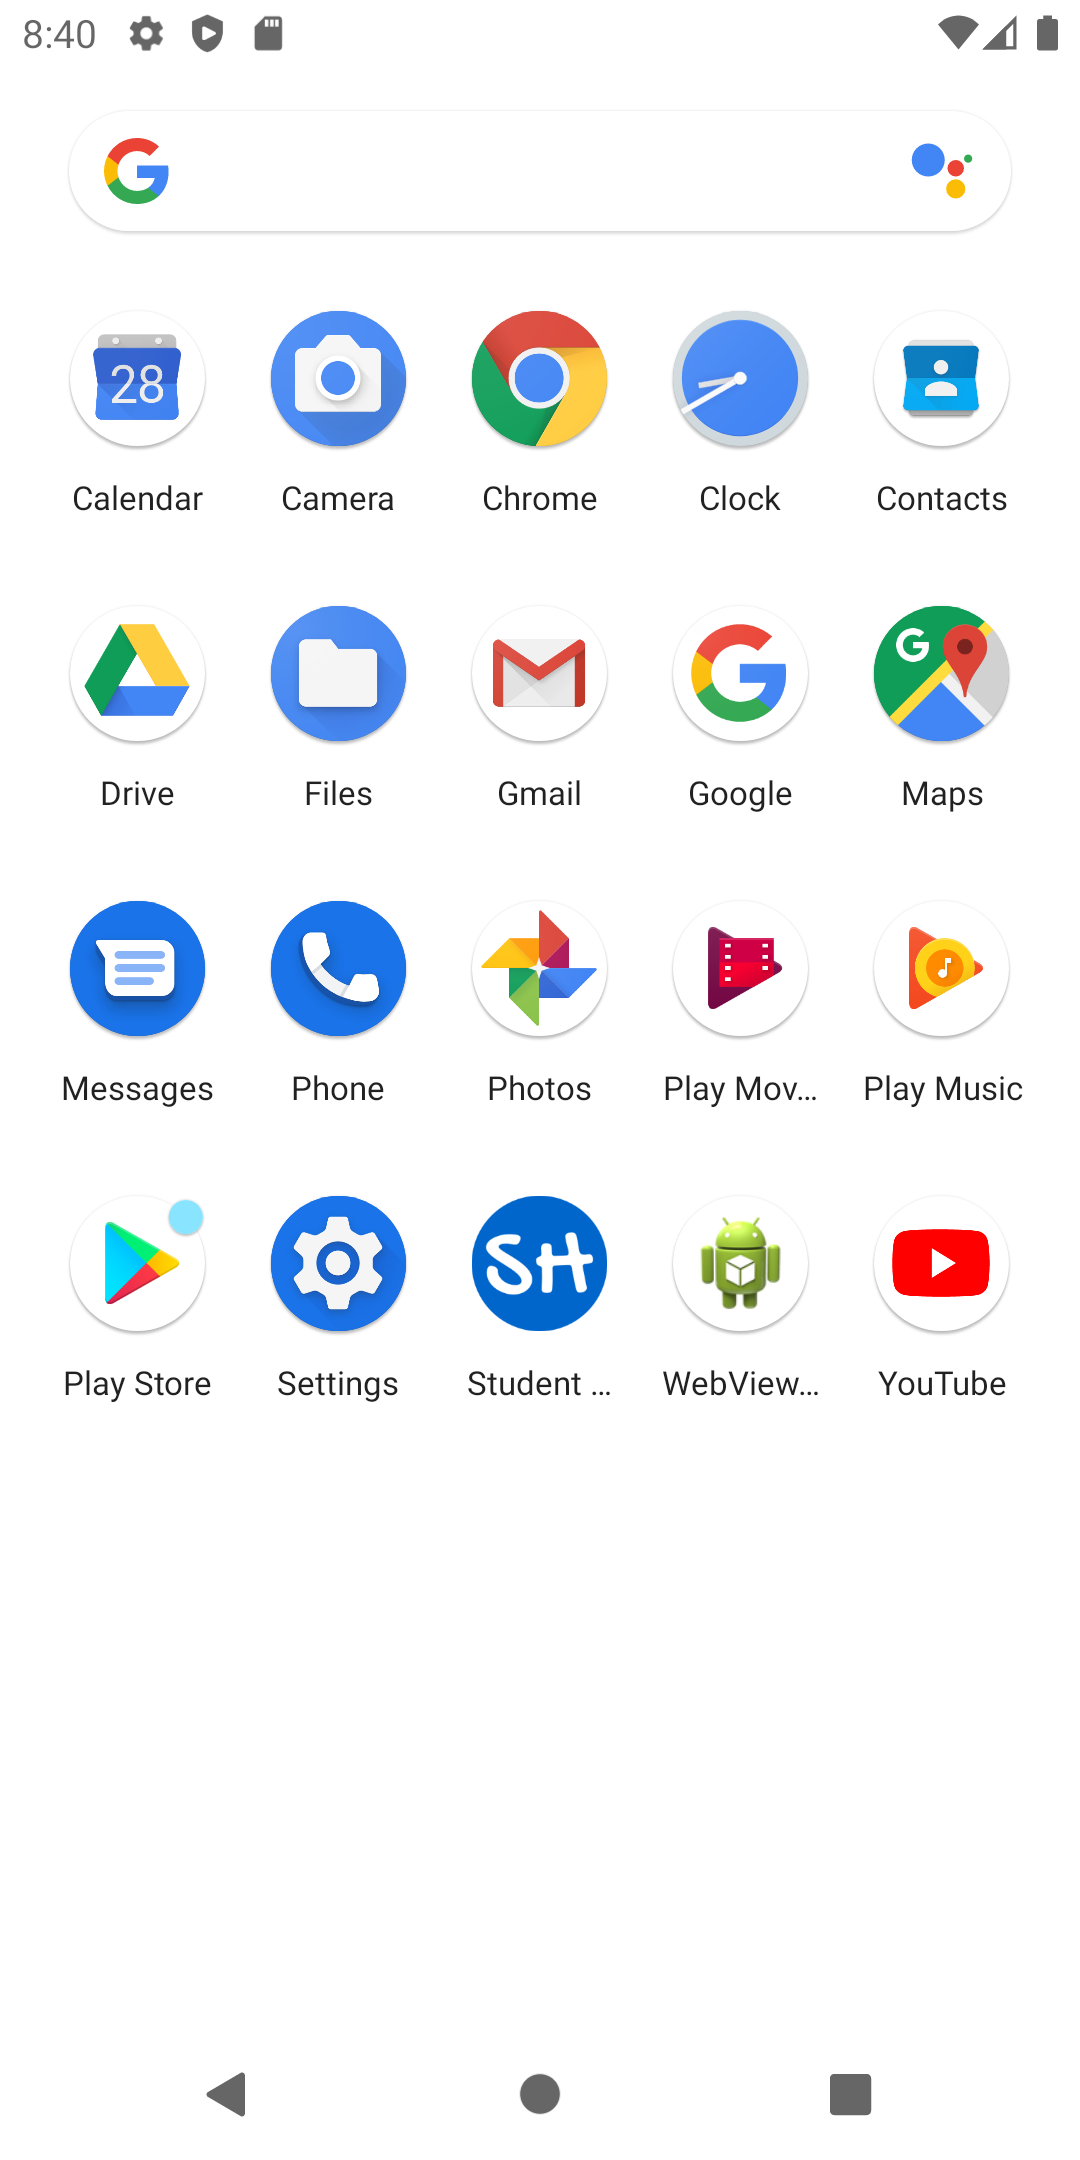 8:40
28
Calendar Camera Chrome Clock Contacts
Drive Files Gmail Google Maps
Messages Phone Photos Play Mov... Play Music
SH
Play Store Settings Student ... WebView... YouTube